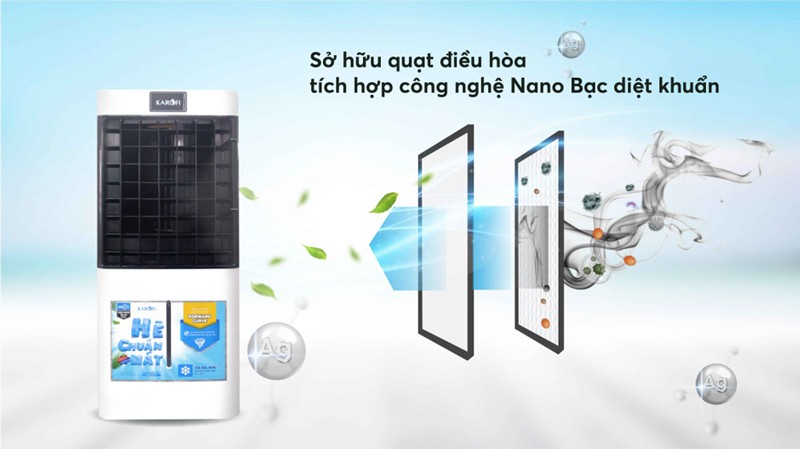 Sở hữu quạt điều hòa
tích hợp công nghệ Nano Bạc diệt khuẩn
Ag
KAROFI
KAROFI
HÈ
CHUẨN
MÁT
Ag
Ag